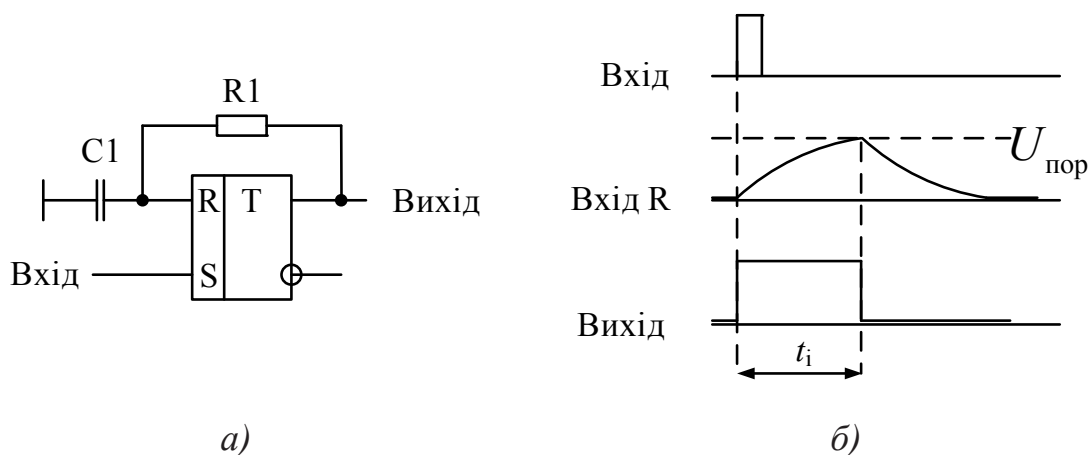 R1
C1
R T
Вихід
Вхід S
а)
Вхід
U пор
Вхід R
Вихід
tі
б)